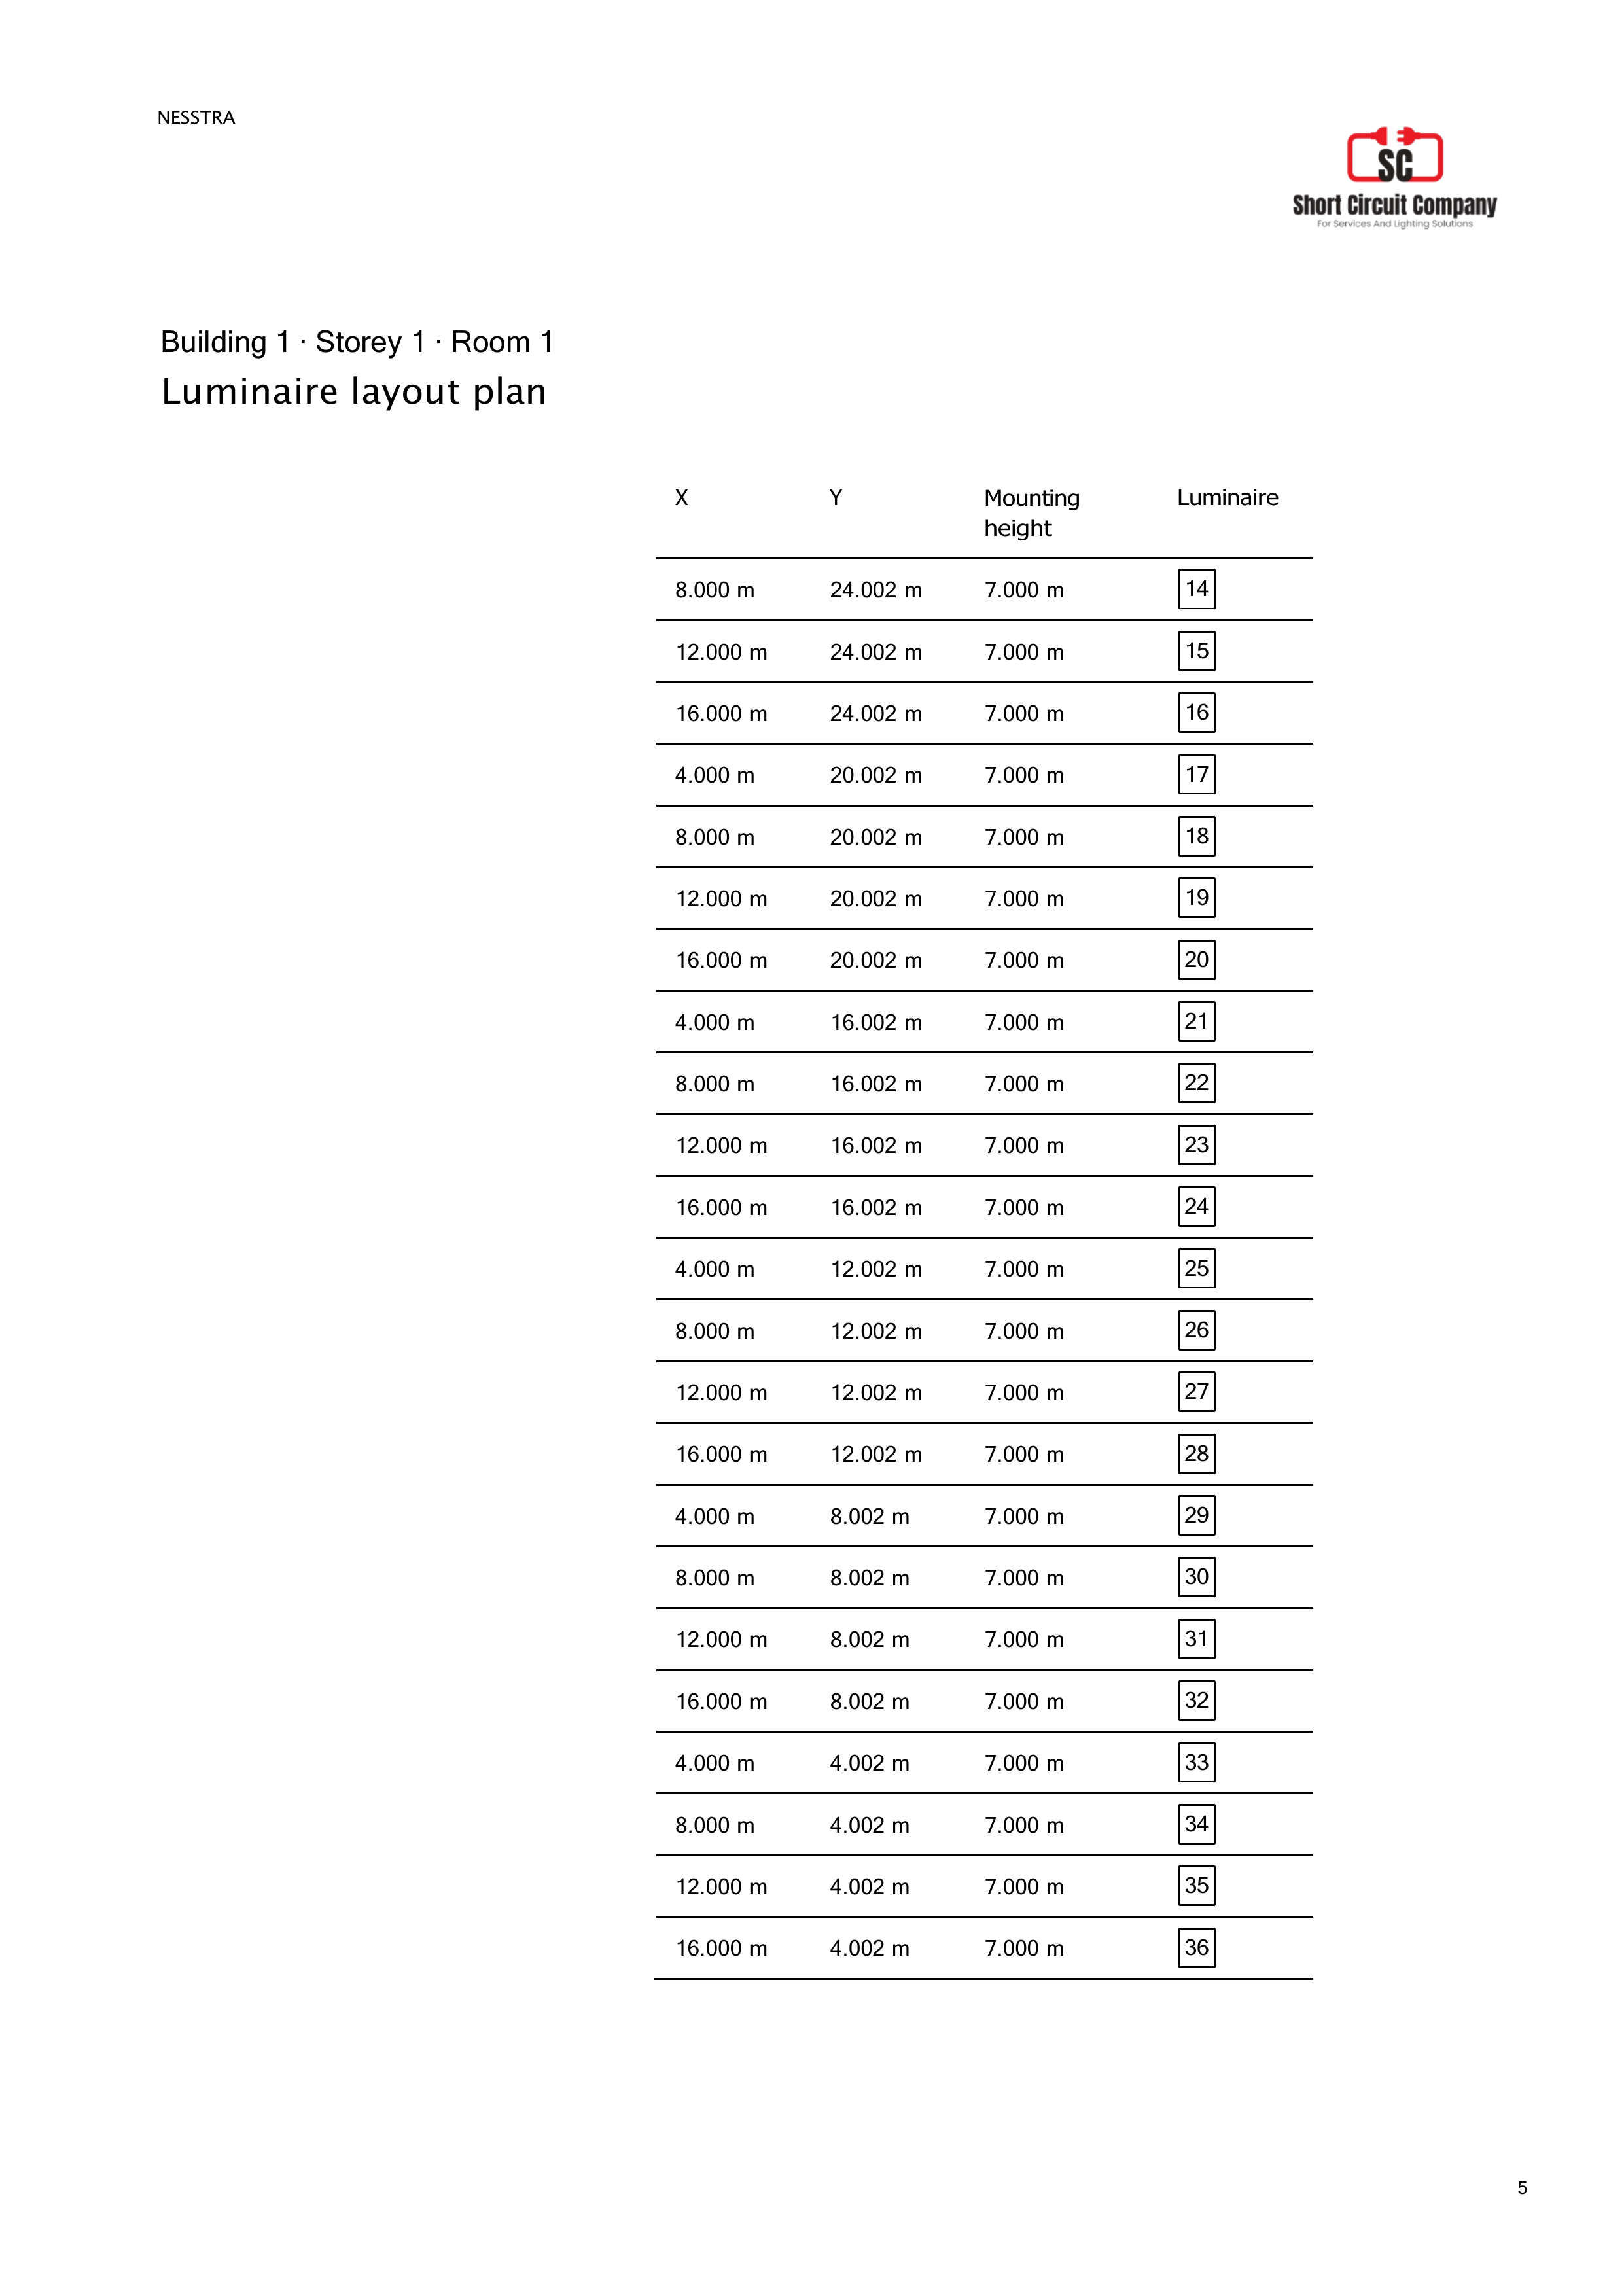 NESSTRA
SC
Short Circuit Company
For Services And Lighting Solutions
Building 1 · Storey 1 · Room 1
Luminaire layout plan
X Y Mounting height Luminaire
8.000 m 24.002 m 7.000 m 14
12.000 m 24.002 m 7.000 m 15
16.000 m 24.002 m 7.000 m 16
4.000 m 20.002 m 7.000 m 17
8.000 m 20.002 m 7.000 m 18
12.000 m 20.002 m 7.000 m 19
16.000 m 20.002 m 7.000 m 20
4.000 m 16.002 m 7.000 m 21
8.000 m 16.002 m 7.000 m 22
12.000 m 16.002 m 7.000 m 23
16.000 m 16.002 m 7.000 m 24
4.000 m 12.002 m 7.000 m 25
8.000 m 12.002 m 7.000 m 26
12.000 m 12.002 m 7.000 m 27
16.000 m 12.002 m 7.000 m 28
4.000 m 8.002 m 7.000 m 29
8.000 m 8.002 m 7.000 m 30
12.000 m 8.002 m 7.000 m 31
16.000 m 8.002 m 7.000 m 32
4.000 m 4.002 m 7.000 m 33
8.000 m 4.002 m 7.000 m 34
12.000 m 4.002 m 7.000 m 35
16.000 m 4.002 m 7.000 m 36
5